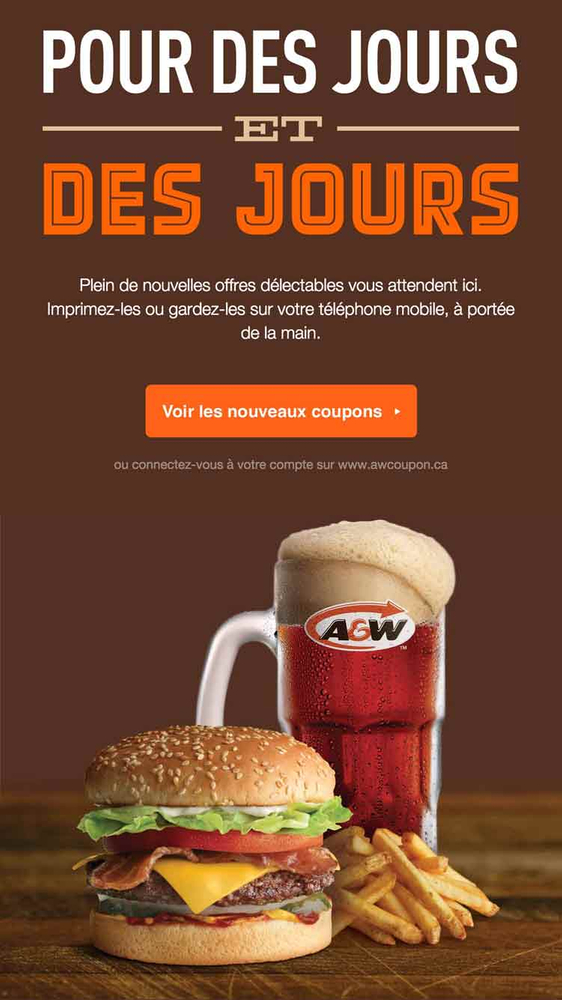 POUR DES JOURS
ET
DES JOURS
Plein de nouvelles offres délectables vous attendent ici.
Imprimez-les ou gardez-les sur votre téléphone mobile, à portée
de la main.
Voir les nouveaux coupons ▸
ou connectez-vous à votre compte sur www.awcoupon.ca
A&W
TM